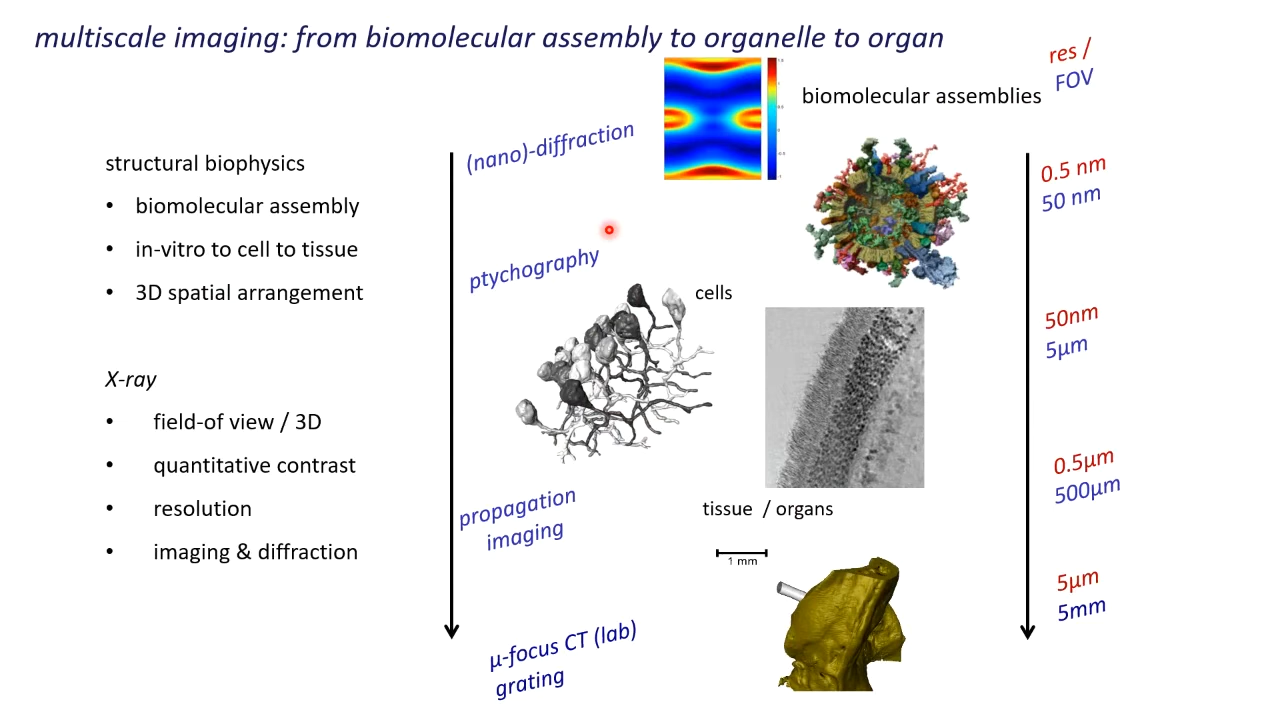 multiscale imaging: from biomolecular assembly to organelle to organ
res /
FOV
biomolecular assemblies
structural biophysics
• biomolecular assembly
• in-vitro to cell to tissue
• 3D spatial arrangement
X-ray
• field-of view / 3D
• quantitative contrast
• resolution
• imaging & diffraction
(nano)-diffraction
ptychography
propagation
imaging
µ-focus CT (lab)
grating
cells
tissue / organs
1 mm
0.5 nm
50 nm
50nm
5µm
0.5µm
500µm
5µm
5mm